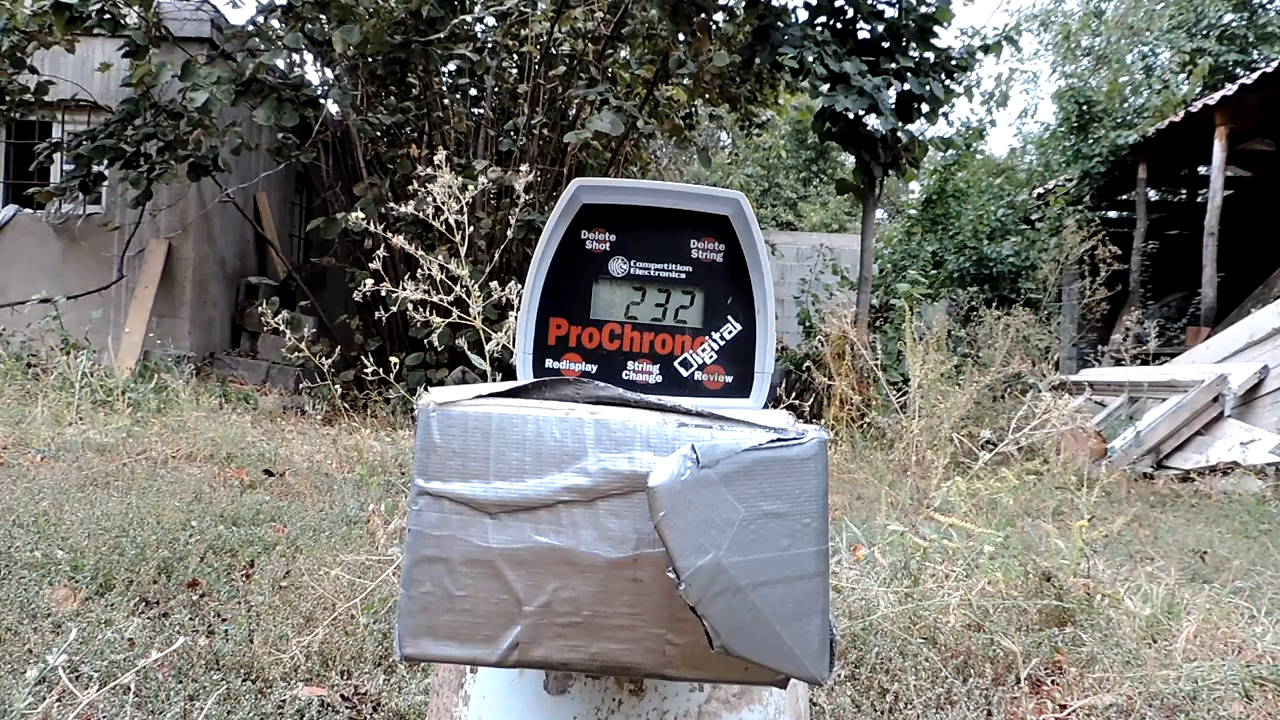 Delete
Shot
Delete
String
Competition
Electronics
232
ProChrono
Digital
Redisplay
String
Change
Review